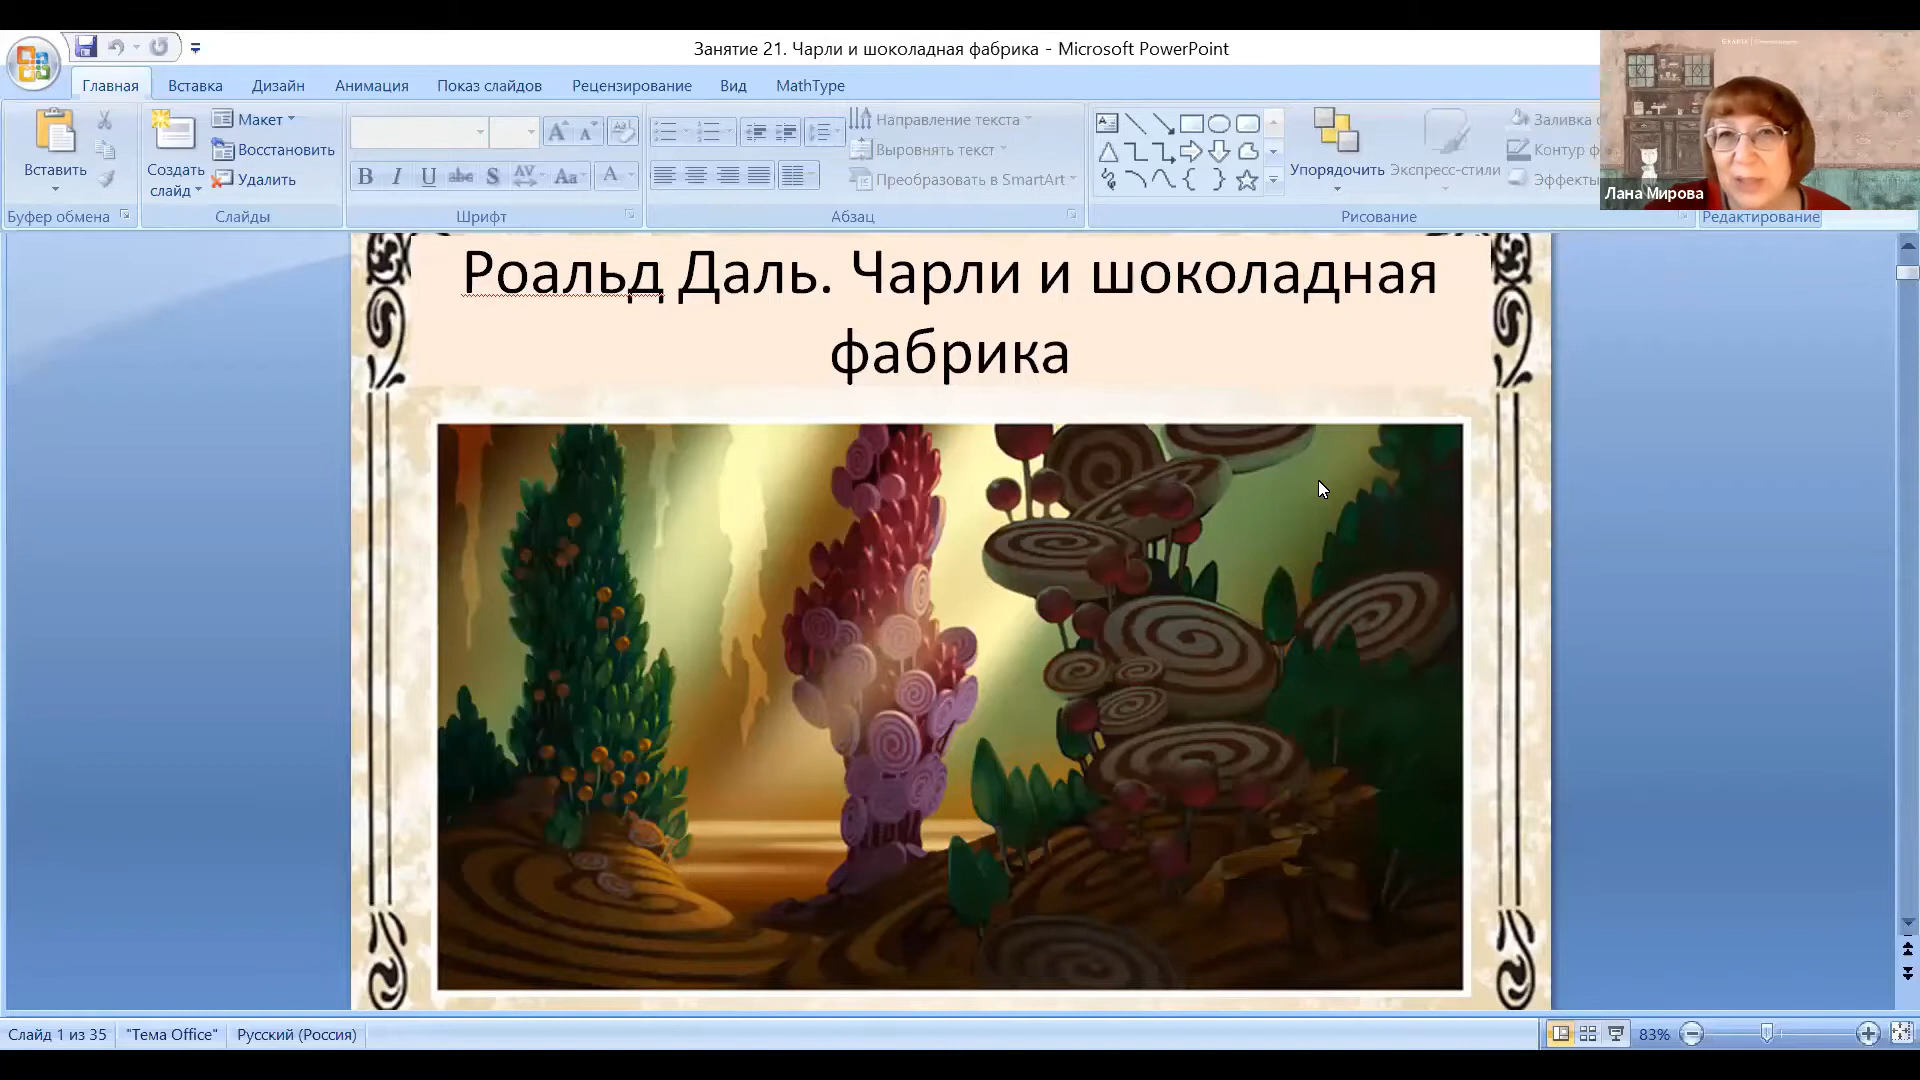 Занятие 21. Чарли и шоколадная фабрика - Microsoft PowerPoint
Главная Вставка Дизайн Анимация Показ слайдов Рецензирование Вид MathType
Вставить
Создать слайд
Макет
Восстановить
Удалить
Направление текста
Выровнять текст
Преобразовать в SmartArt
Упорядочить
Экспресс-стили
Заливка
Контур ф
Эффекты
Буфер обмена
Слайды
Шрифт
Абзац
Рисование
Редактирование
Лана Мирова
Роальд Даль. Чарли и шоколадная
фабрика
Слайд 1 из 35 "Тема Office" Русский (Россия) 83%